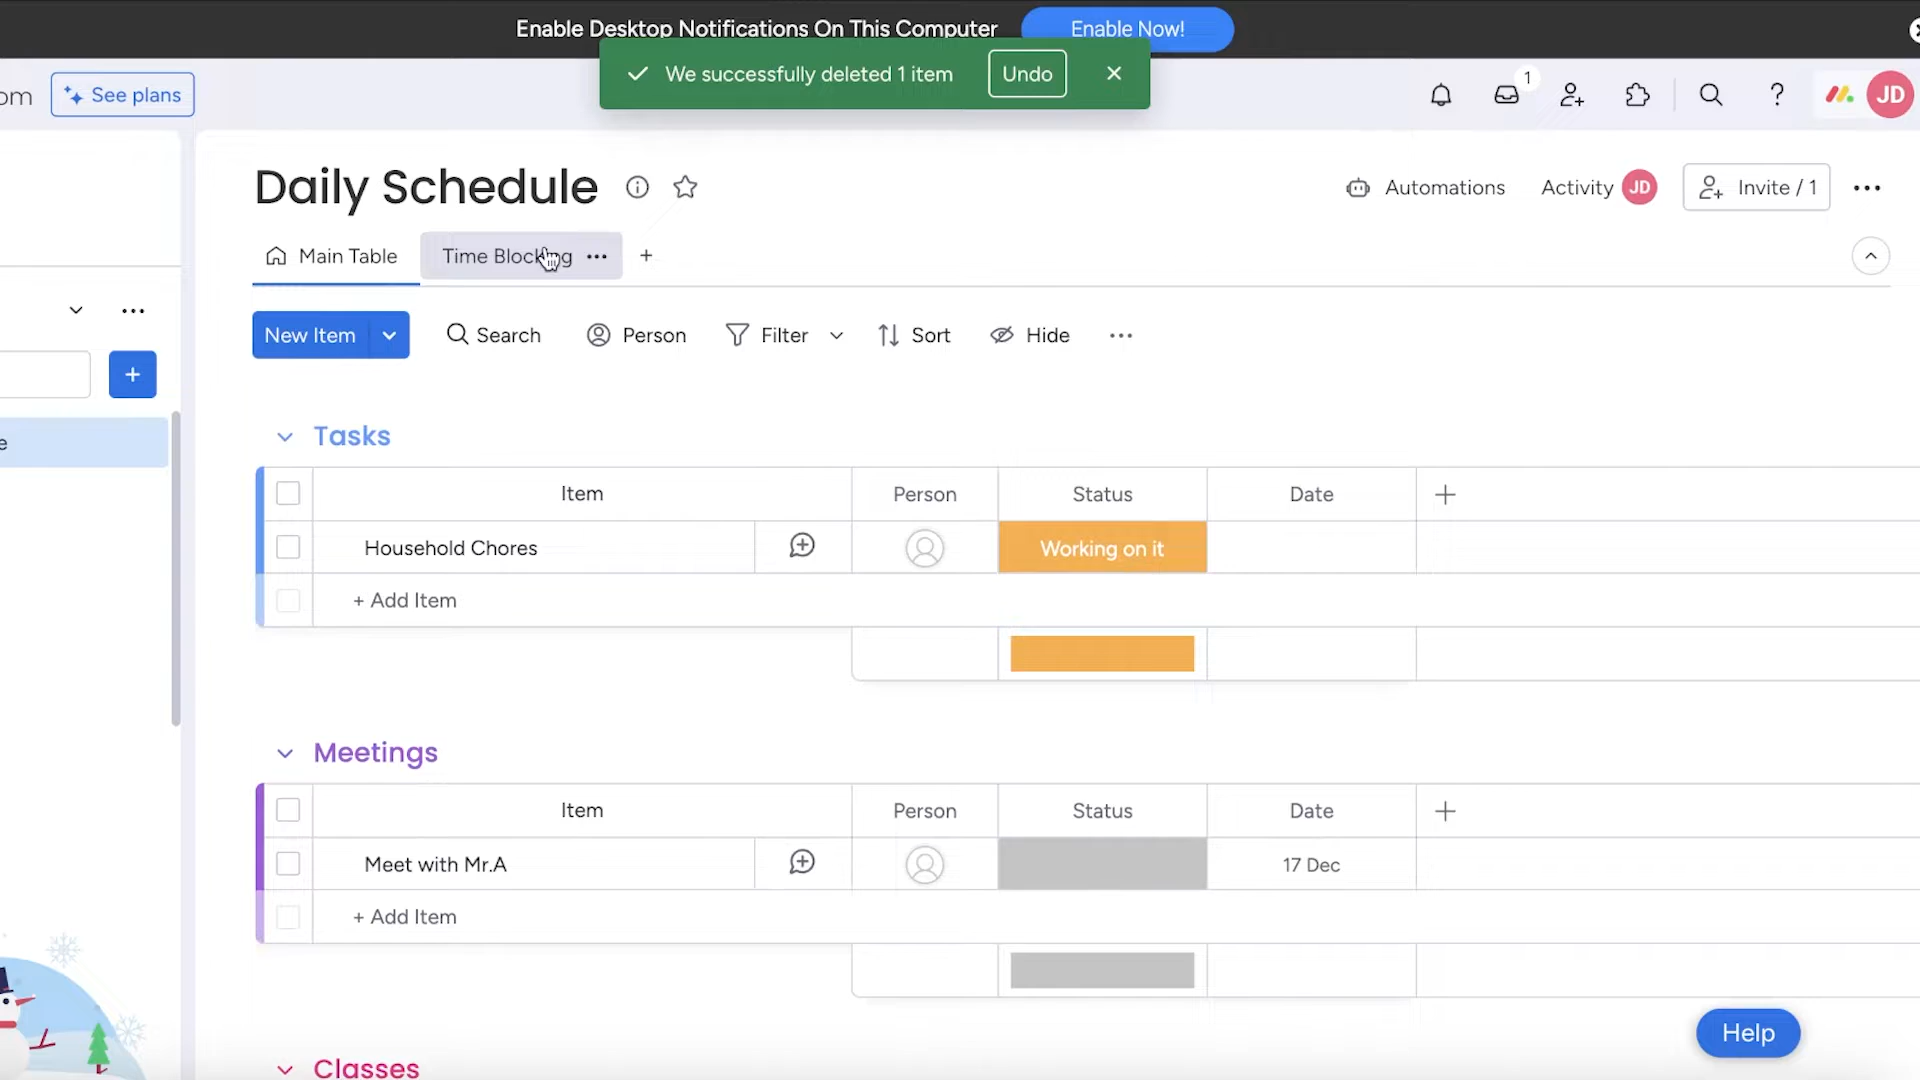 Enable Desktop Notifications On This Computer Enable Now!
We successfully deleted 1 item Undo
om See plans 1 JD
Daily Schedule Automations Activity JD Invite / 1
Main Table Time Blocking
New Item Search Person Filter Sort Hide
Tasks
Item Person Status Date
Household Chores Working on it
+ Add Item
Meetings
Item Person Status Date
Meet with Mr.A 17 Dec
+ Add Item
Classes
e
Help